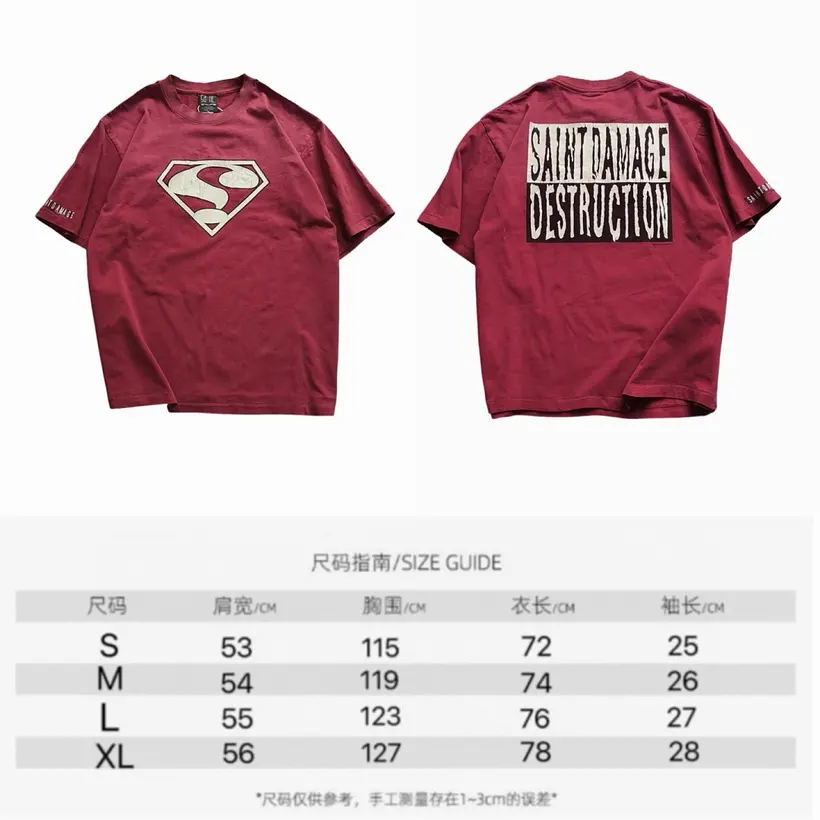 S
SAINT DAMAGE
DESTRUCTION
尺码指南/SIZE GUIDE
尺码 肩宽/CM 胸围/CM 衣长/CM 袖长/CM
S 53 115 72 25
M 54 119 74 26
L 55 123 76 27
XL 56 127 78 28
*尺码仅供参考，手工测量存在1~3cm的误差*